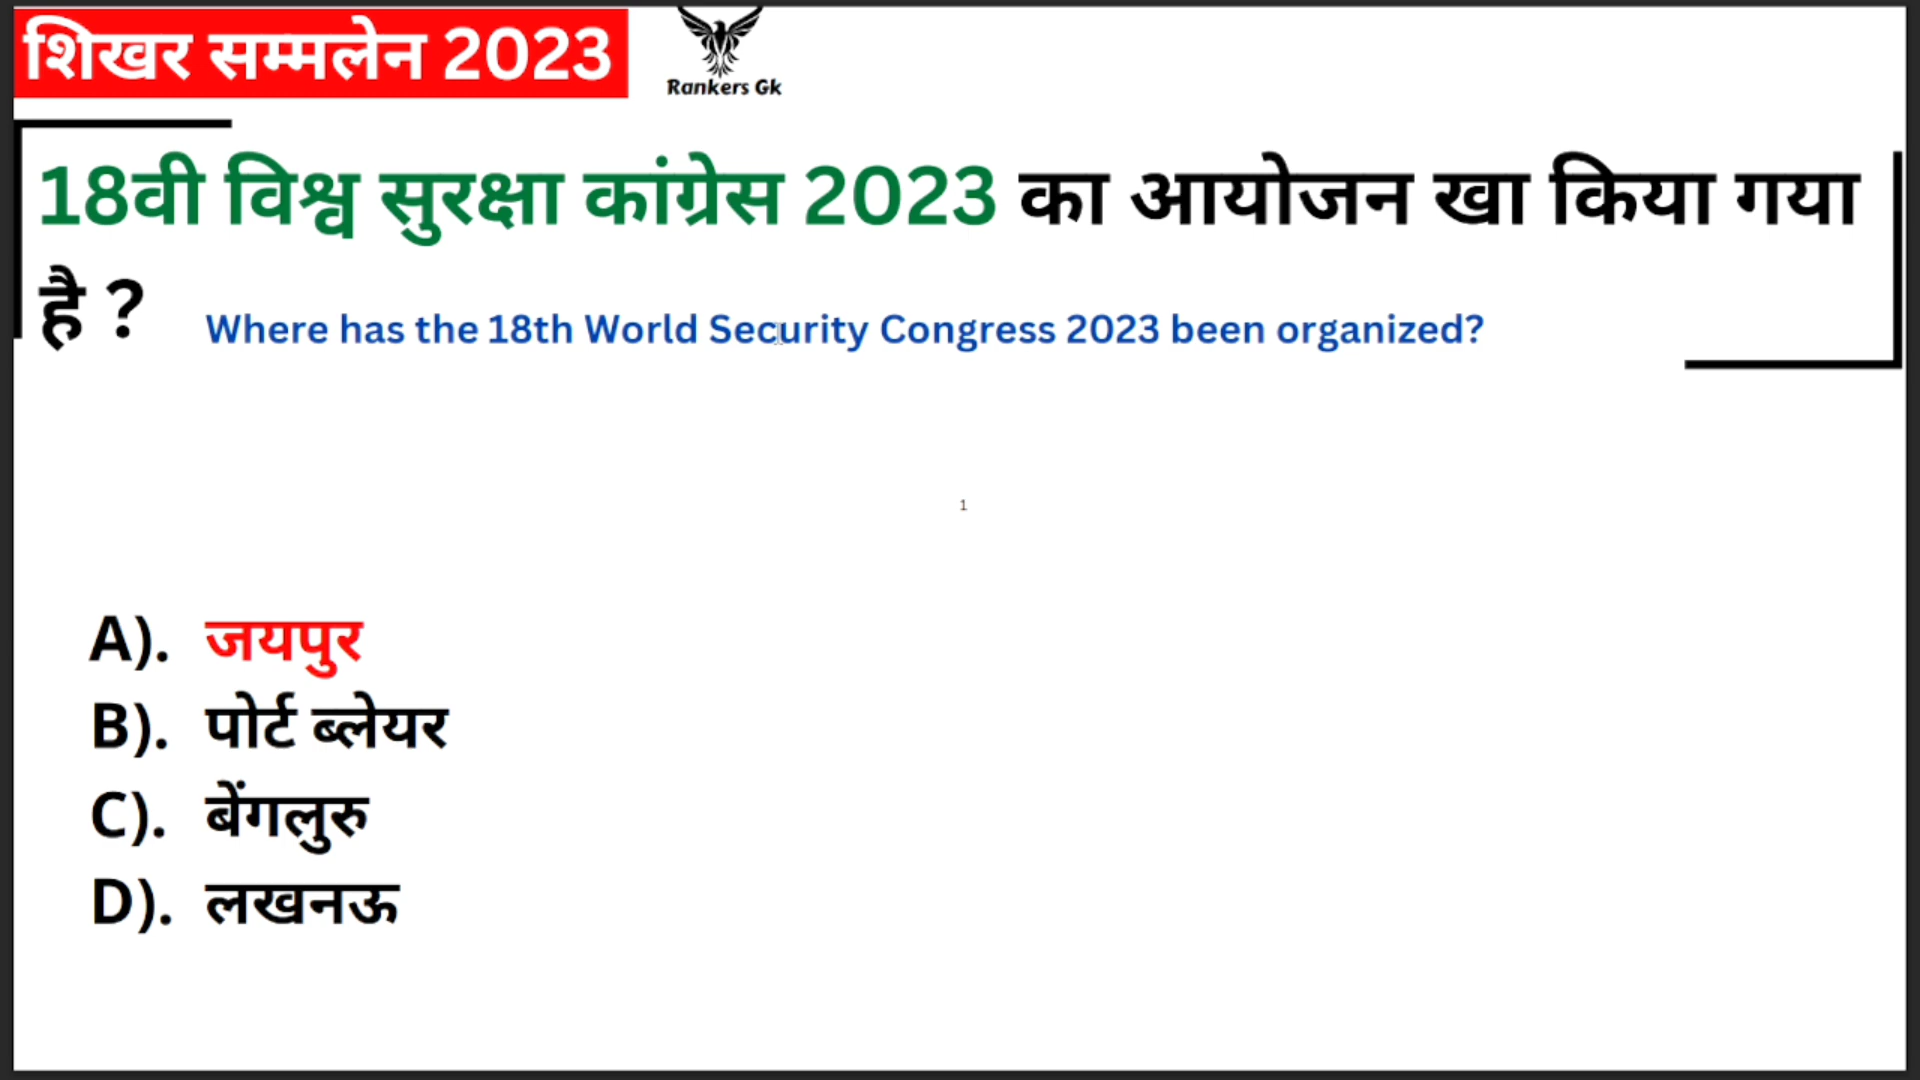 शिखर सम्मलेन 2023
Rankers Gk
18वी विश्व सुरक्षा कांग्रेस 2023 का आयोजन खा किया गया
है ?
Where has the 18th World Security Congress 2023 been organized?
1
A). जयपुर
B). पोर्ट ब्लेयर
C). बेंगलुरु
D). लखनऊ